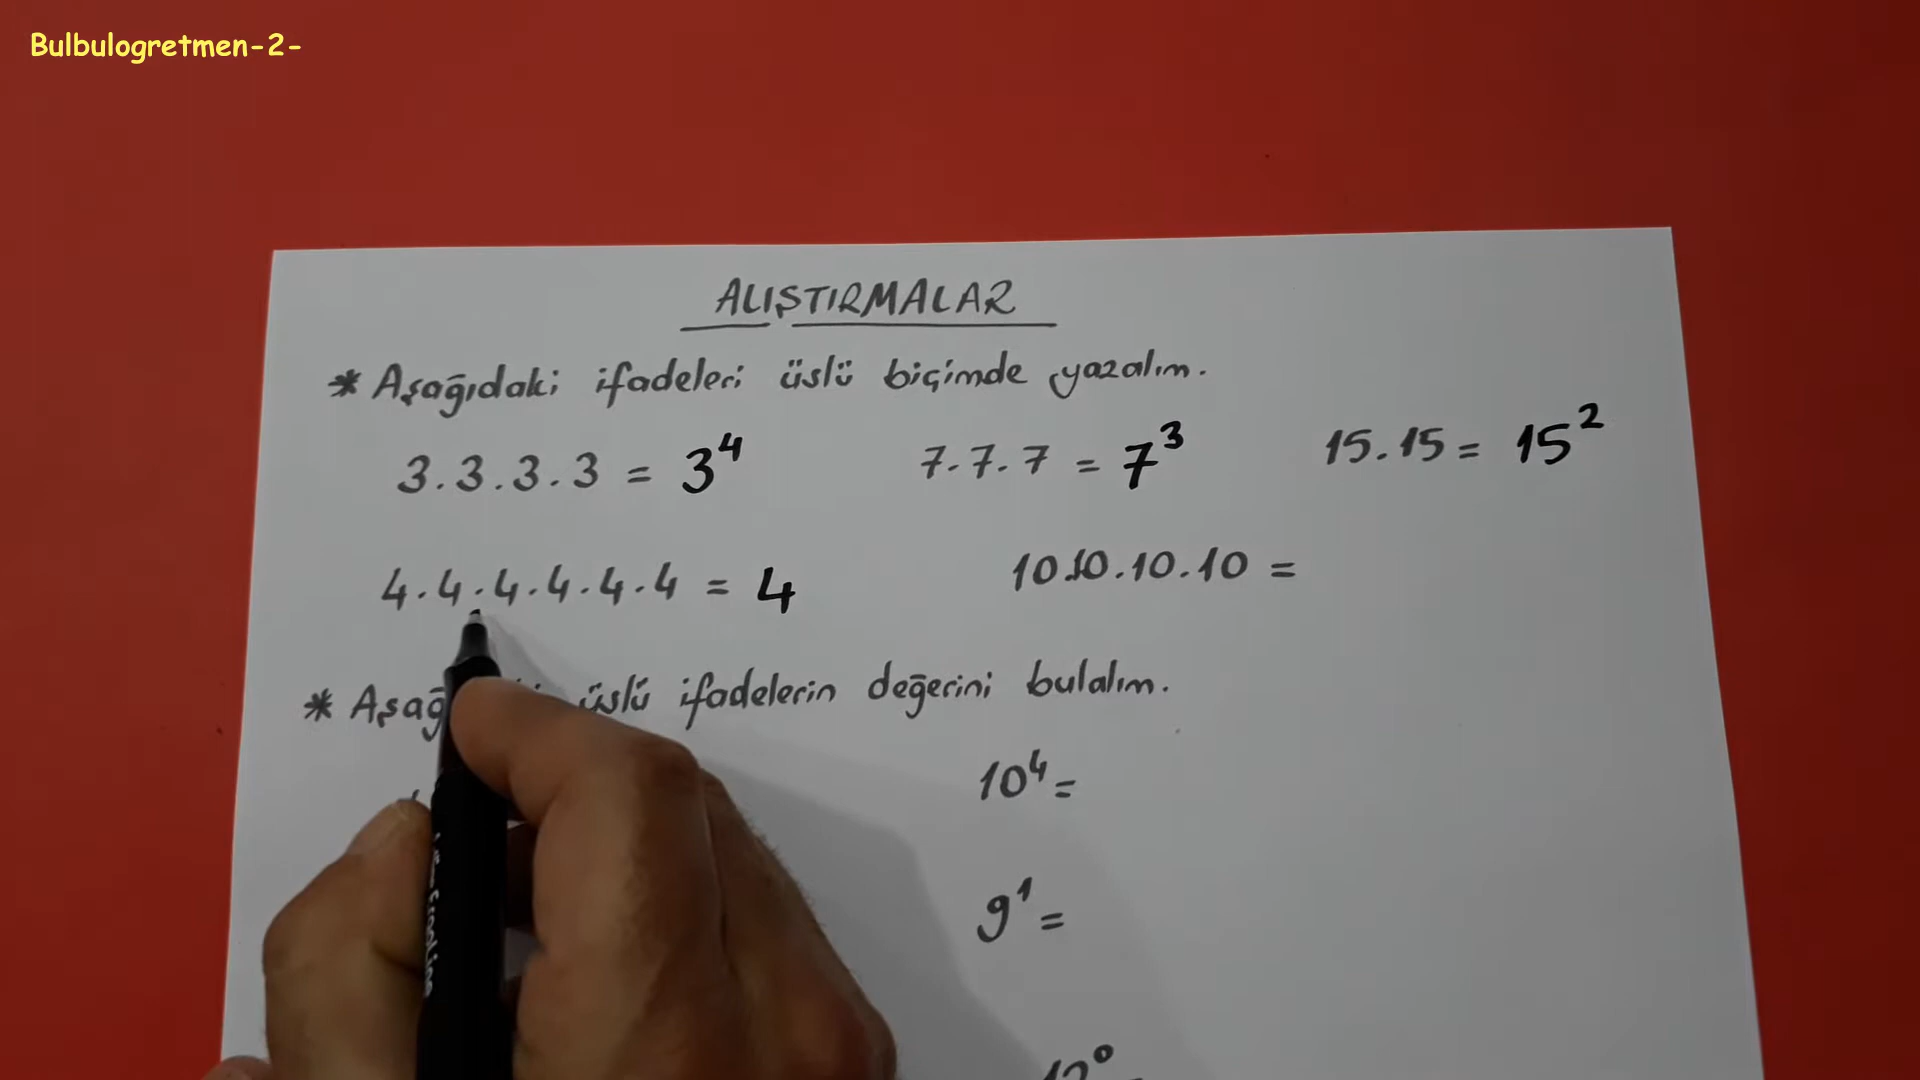 Bulbulogretmen-2-
ALIŞTIRMALAR
* Aşağıdaki ifadeleri üslü biçimde yazalım.
3.3.3.3 = 3⁴ 7.7.7 = 7³ 15.15 = 15²
4.4.4.4.4.4 = 4 10.10.10.10 =
* üslü ifadelerin değerini bulalım.
10⁴ =
9¹ =